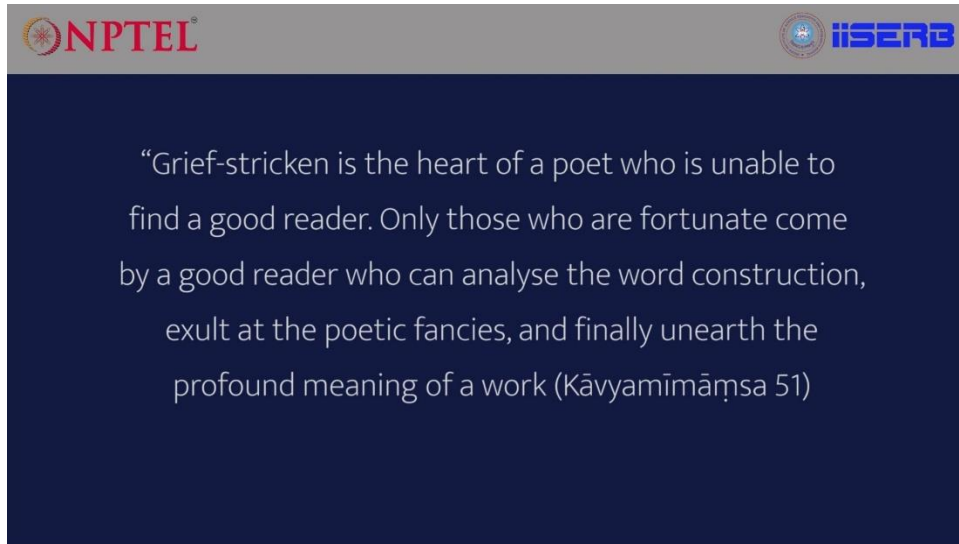 NPTEL
IISERB
“Grief-stricken is the heart of a poet who is unable to
find a good reader. Only those who are fortunate come
by a good reader who can analyse the word construction,
exult at the poetic fancies, and finally unearth the
profound meaning of a work (Kāvyamīmāṃsa 51)